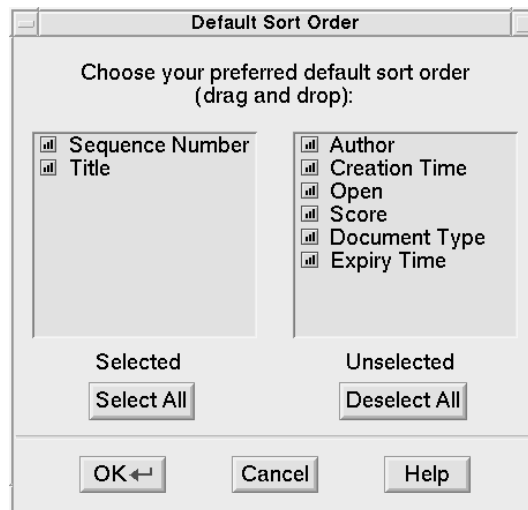 Default Sort Order
Choose your preferred default sort order
(drag and drop):
Sequence Number
Title
Author
Creation Time
Open
Score
Document Type
Expiry Time
Selected
Unselected
Select All
Deselect All
OK
Cancel
Help